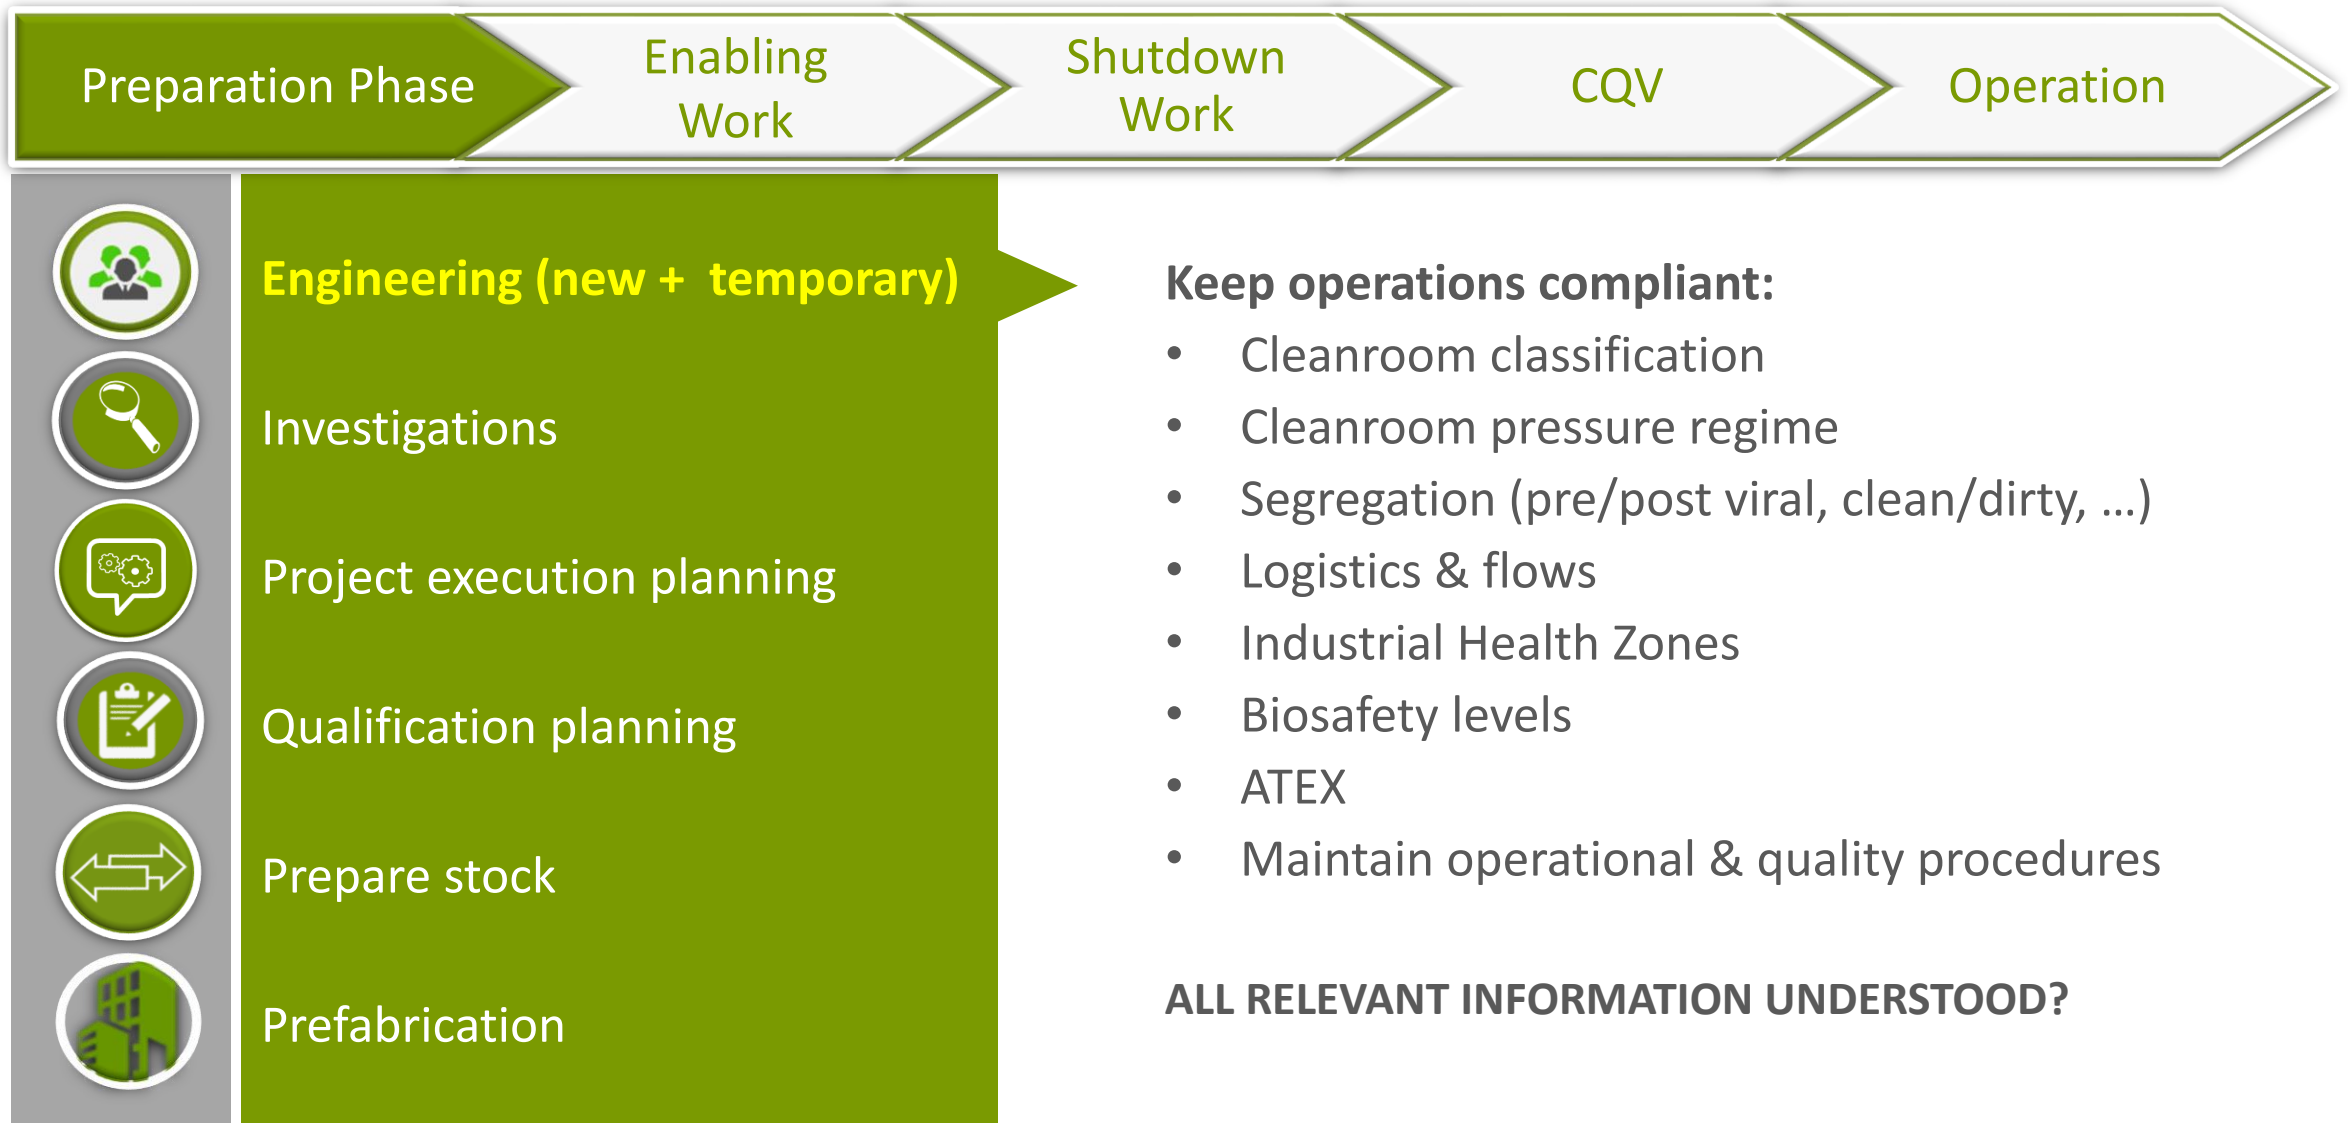 Preparation Phase
Enabling
Work
Shutdown
Work
CQV
Operation
Engineering (new +  temporary)
Investigations
Project execution planning
Qualification planning
Prepare stock
Prefabrication
Keep operations compliant:
• Cleanroom classification
• Cleanroom pressure regime
• Segregation (pre/post viral, clean/dirty, ...)
• Logistics & flows
• Industrial Health Zones
• Biosafety levels
• ATEX
• Maintain operational & quality procedures
ALL RELEVANT INFORMATION UNDERSTOOD?